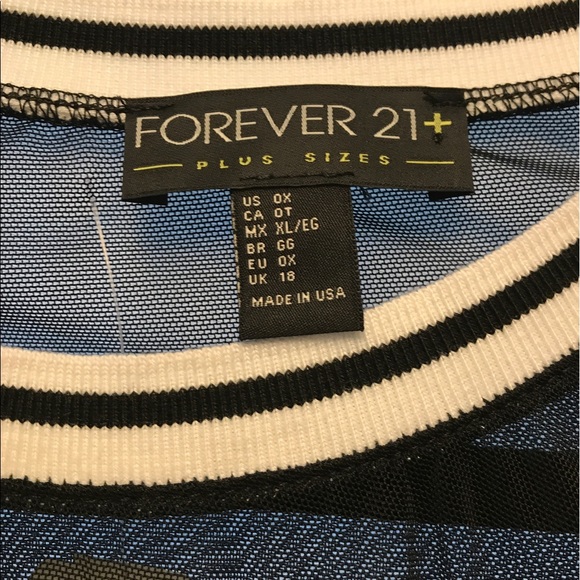 FOREVER 21+
PLUS SIZES
US 0X
CA 0T
MX XL/EG
BR GG
EU 0X
UK 18
MADE IN USA